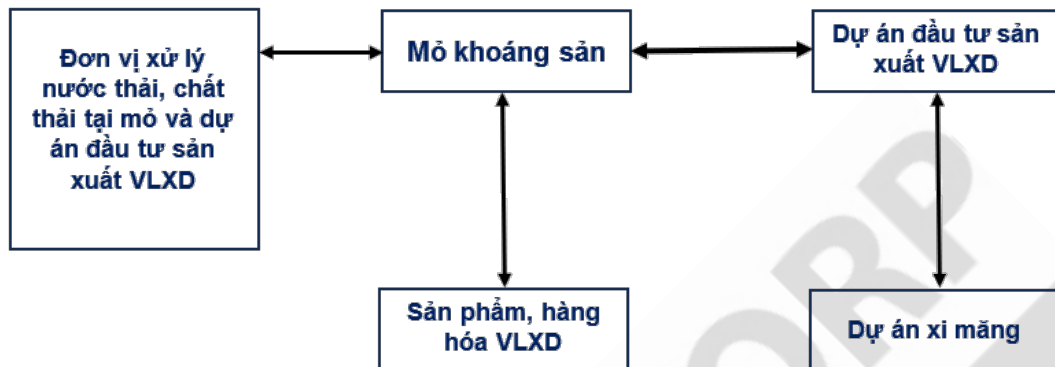 Đơn vị xử lý
nước thải, chất
thải tại mỏ và dự
án đầu tư sản
xuất VLXD
Mỏ khoáng sản
Dự án đầu tư sản
xuất VLXD
Sản phẩm, hàng
hóa VLXD
Dự án xi măng
ORP